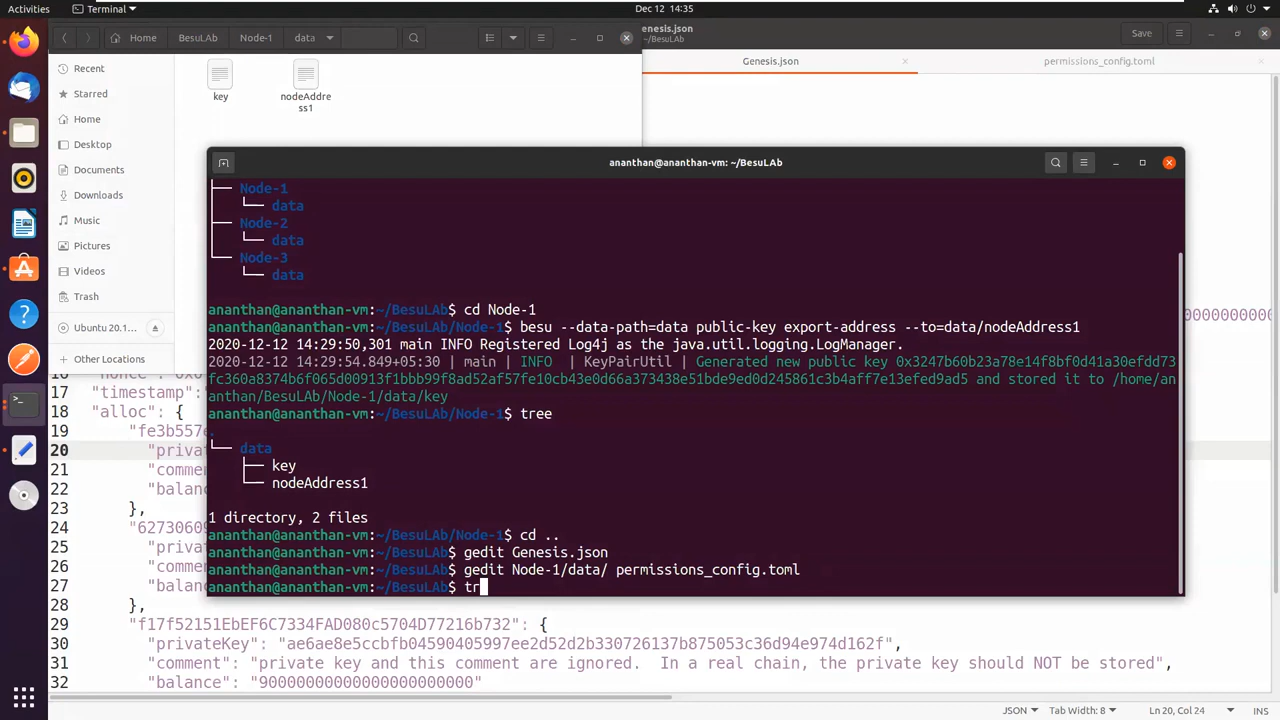 Activities
Terminal
Dec 12 14:35
Home
BesuLAb
Node-1
data
Genesis.json
~/BesuLAb
Save
Recent
Starred
Home
Desktop
Documents
Downloads
Music
Pictures
Videos
Trash
Ubuntu 20.1...
Other Locations
key
nodeAddre
ss1
Genesis.json
permissions_config.toml
ananthan@ananthan-vm: ~/BesuLAb
├── Node-1
│   └── data
├── Node-2
│   └── data
└── Node-3
    └── data
ananthan@ananthan-vm:~/BesuLAb$ cd Node-1
ananthan@ananthan-vm:~/BesuLAb/Node-1$ besu --data-path=data public-key export-address --to=data/nodeAddress1
2020-12-12 14:29:50,301 main INFO Registered Log4j as the java.util.logging.LogManager.
2020-12-12 14:29:54.849+05:30 | main | INFO  | KeyPairUtil | Generated new public key 0x3247b60b23a78e14f8bf0d41a30efdd73
fc360a8374b6f065d00913f1bbb99f8ad52af57fe10cb43e0d66a373438e51bde9ed0d245861c3b4aff7e13efed9ad5 and stored it to /home/an
anthan/BesuLAb/Node-1/data/key
ananthan@ananthan-vm:~/BesuLAb/Node-1$ tree
.
└── data
    ├── key
    └── nodeAddress1
1 directory, 2 files
ananthan@ananthan-vm:~/BesuLAb/Node-1$ cd ..
ananthan@ananthan-vm:~/BesuLAb$ gedit Genesis.json
ananthan@ananthan-vm:~/BesuLAb$ gedit Node-1/data/ permissions_config.toml
ananthan@ananthan-vm:~/BesuLAb$ tr
17 "timestamp":
18 "alloc": {
19 "fe3b557e
20 "priva
21 "comme
22 "balanc
23 },
24 "62730609
25 "priva
26 "comme
27 "balanc
28 },
29 "f17f52151EbEF6C7334FAD080c5704D77216b732": {
30 "privateKey": "ae6ae8e5ccbfb04590405997ee2d52d2b330726137b875053c36d94e974d162f",
31 "comment": "private key and this comment are ignored.  In a real chain, the private key should NOT be stored",
32 "balance": "90000000000000000000000"
JSON
Tab Width: 8
Ln 20, Col 24
INS